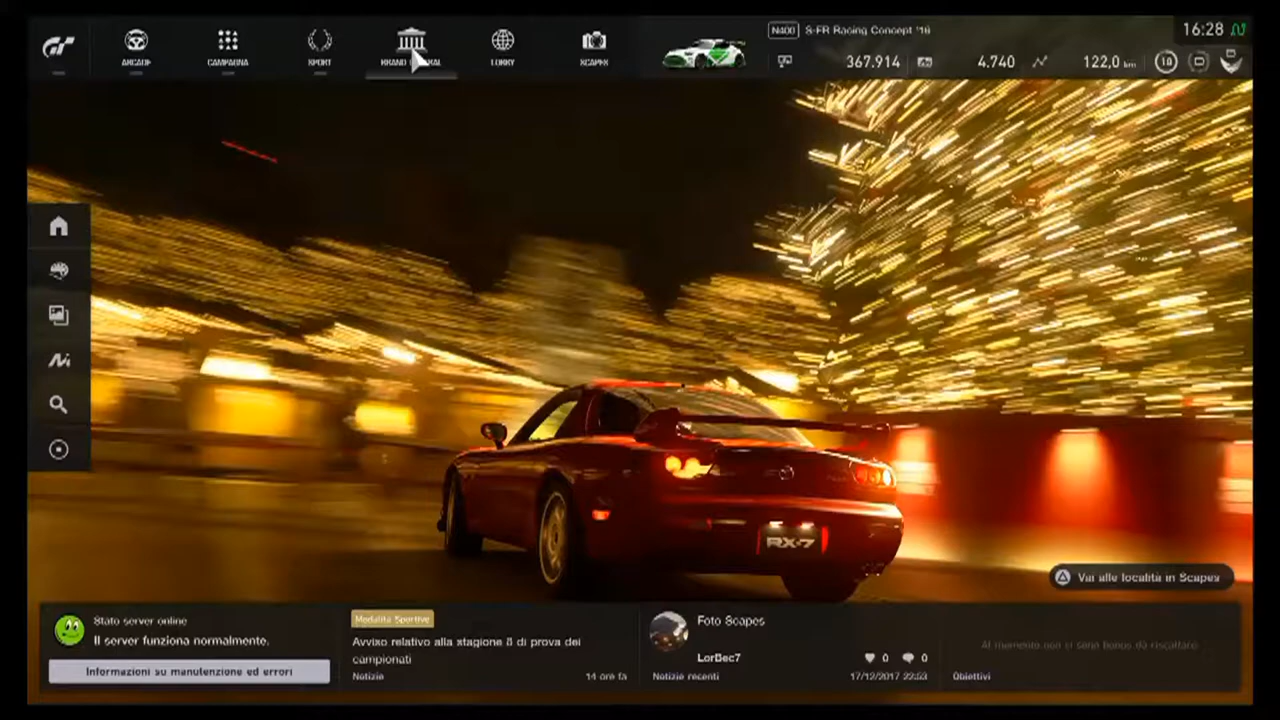 ARCADE
CAMPAGNA
SPORT
BRAND
LOBBY
SCAPES
N400 S-FR Racing Concept '16
16:28
367.914
4.740
122,0 km
18
RX-7
Vai alle località in Scapes
Stato server online
Il server funziona normalmente.
Informazioni su manutenzione ed errori
Modalità Sportive
Avviso relativo alla stagione 8 di prova dei
campionati
Notizie
14 ore fa
Foto Scapes
LorBec7
0
0
Notizie recenti
17/12/2017 22:53
Al momento non ci sono bonus da riscattare
Obiettivi